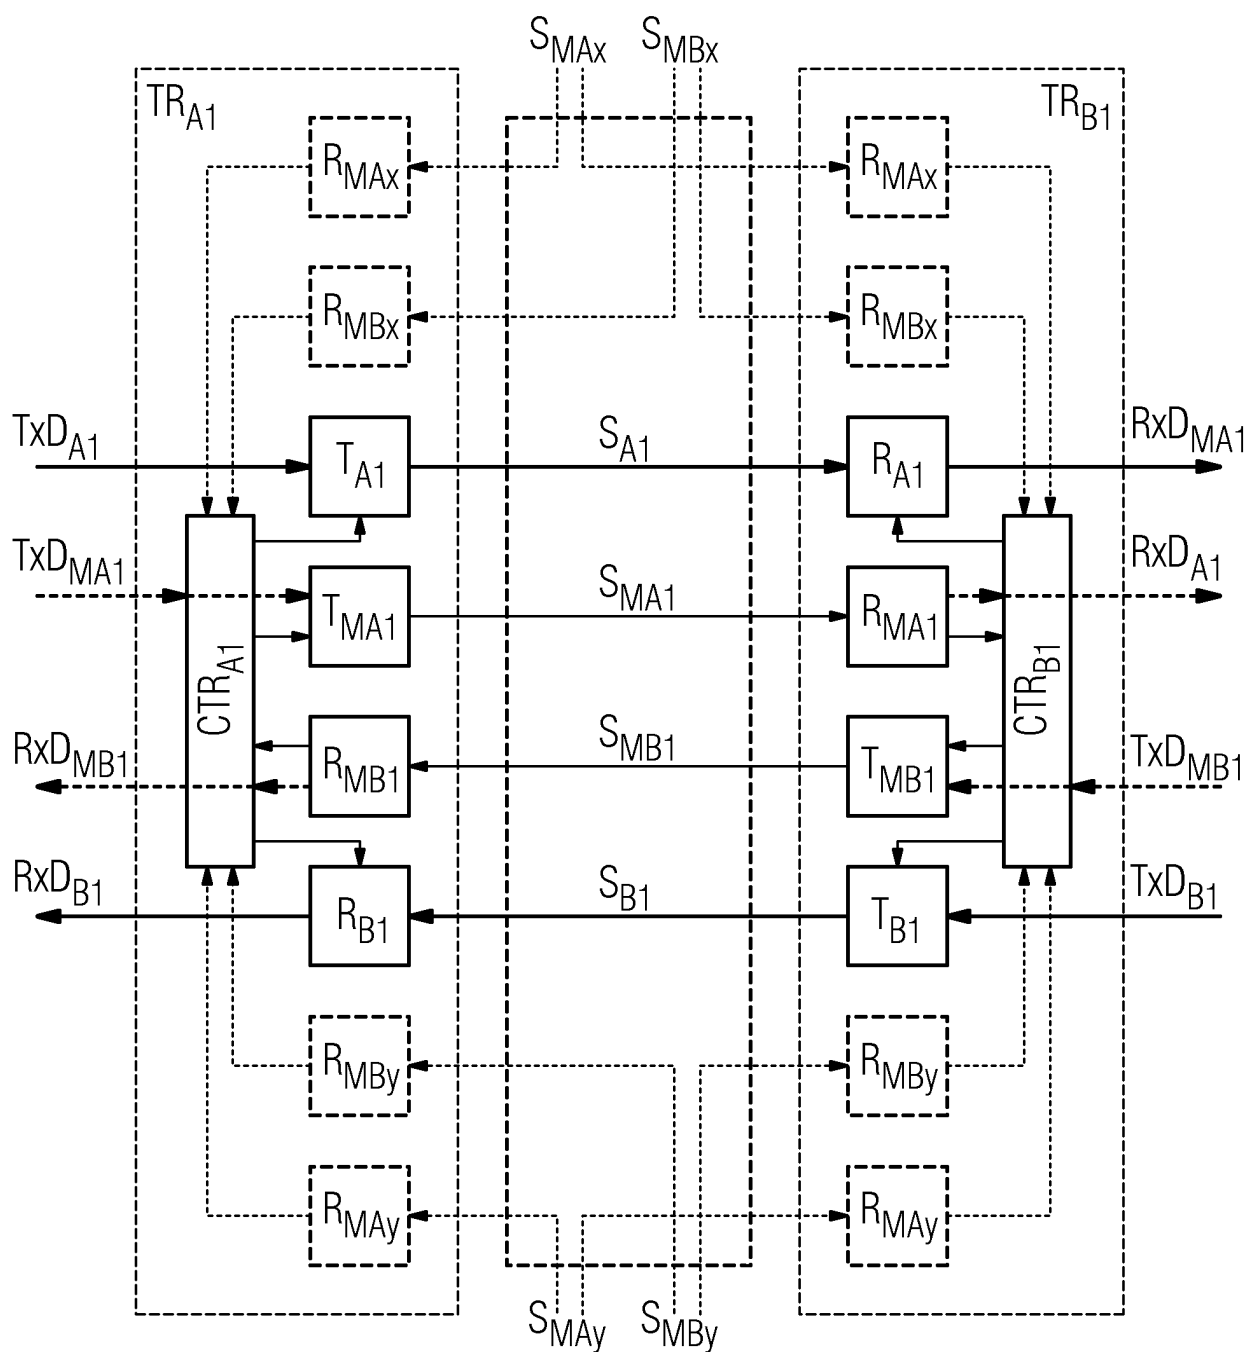 S_MAx S_MBx
TR_A1 TR_B1
R_MAx R_MAx
R_MBx R_MBx
TxD_A1 T_A1 S_A1 R_A1 RxD_MA1
TxD_MA1 T_MA1 S_MA1 R_MA1 RxD_A1
CTR_A1 CTR_B1
RxD_MB1 R_MB1 S_MB1 T_MB1 TxD_MB1
RxD_B1 R_B1 S_B1 T_B1 TxD_B1
R_MBy R_MBy
R_MAy R_MAy
S_MAy S_MBy